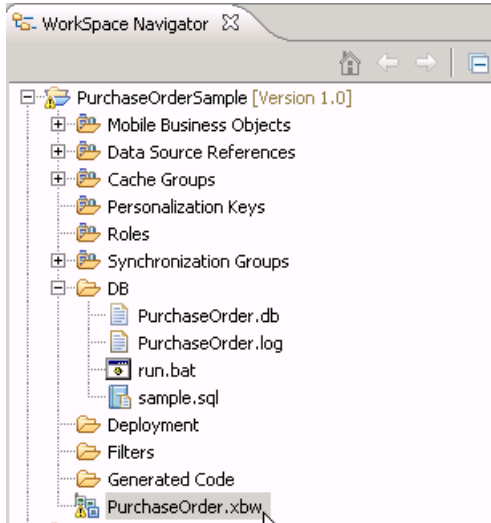 WorkSpace Navigator
PurchaseOrderSample [Version 1.0]
Mobile Business Objects
Data Source References
Cache Groups
Personalization Keys
Roles
Synchronization Groups
DB
PurchaseOrder.db
PurchaseOrder.log
run.bat
sample.sql
Deployment
Filters
Generated Code
PurchaseOrder.xbw